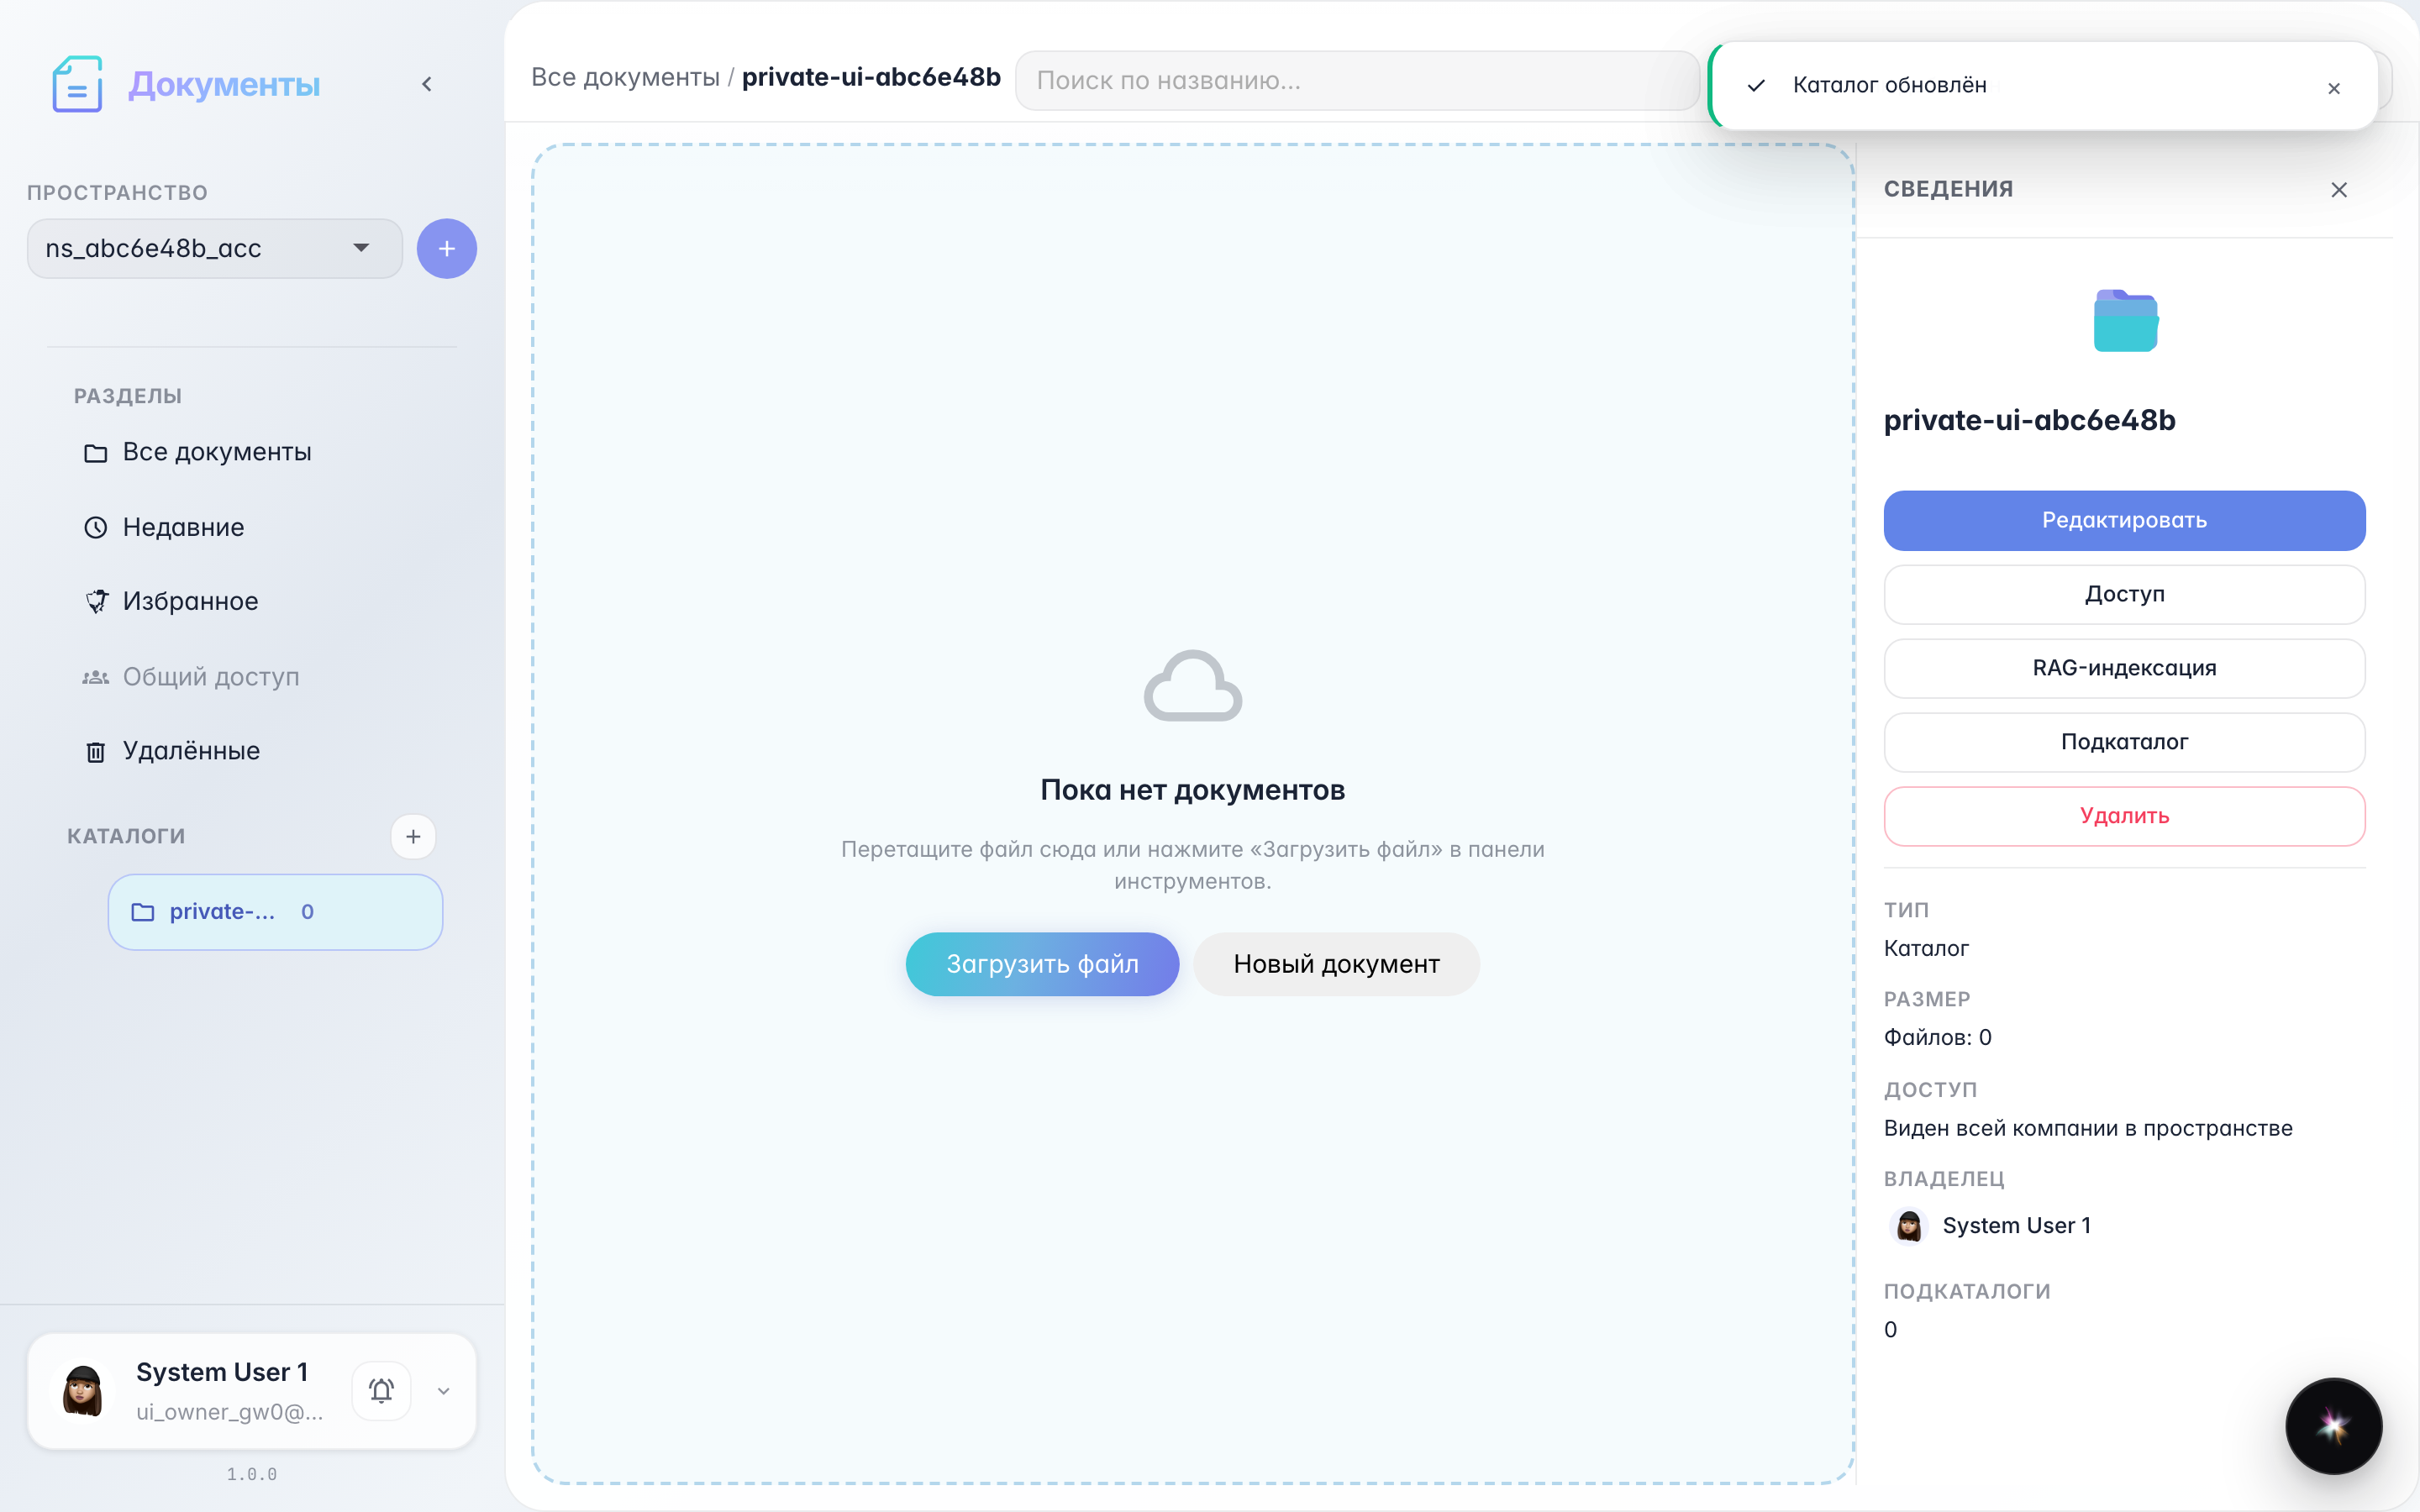 Документы
ПРОСТРАНСТВО
ns_abc6e48b_acc
РАЗДЕЛЫ
Все документы
Недавние
Избранное
Общий доступ
Удалённые
КАТАЛОГИ
private-... 0
System User 1
ui_owner_gw0@...
1.0.0
Все документы / private-ui-abc6e48b
Поиск по названию...
Каталог обновлён
Пока нет документов
Перетащите файл сюда или нажмите «Загрузить файл» в панели
инструментов.
Загрузить файл
Новый документ
СВЕДЕНИЯ
private-ui-abc6e48b
Редактировать
Доступ
RAG-индексация
Подкаталог
Удалить
ТИП
Каталог
РАЗМЕР
Файлов: 0
ДОСТУП
Виден всей компании в пространстве
ВЛАДЕЛЕЦ
System User 1
ПОДКАТАЛОГИ
0